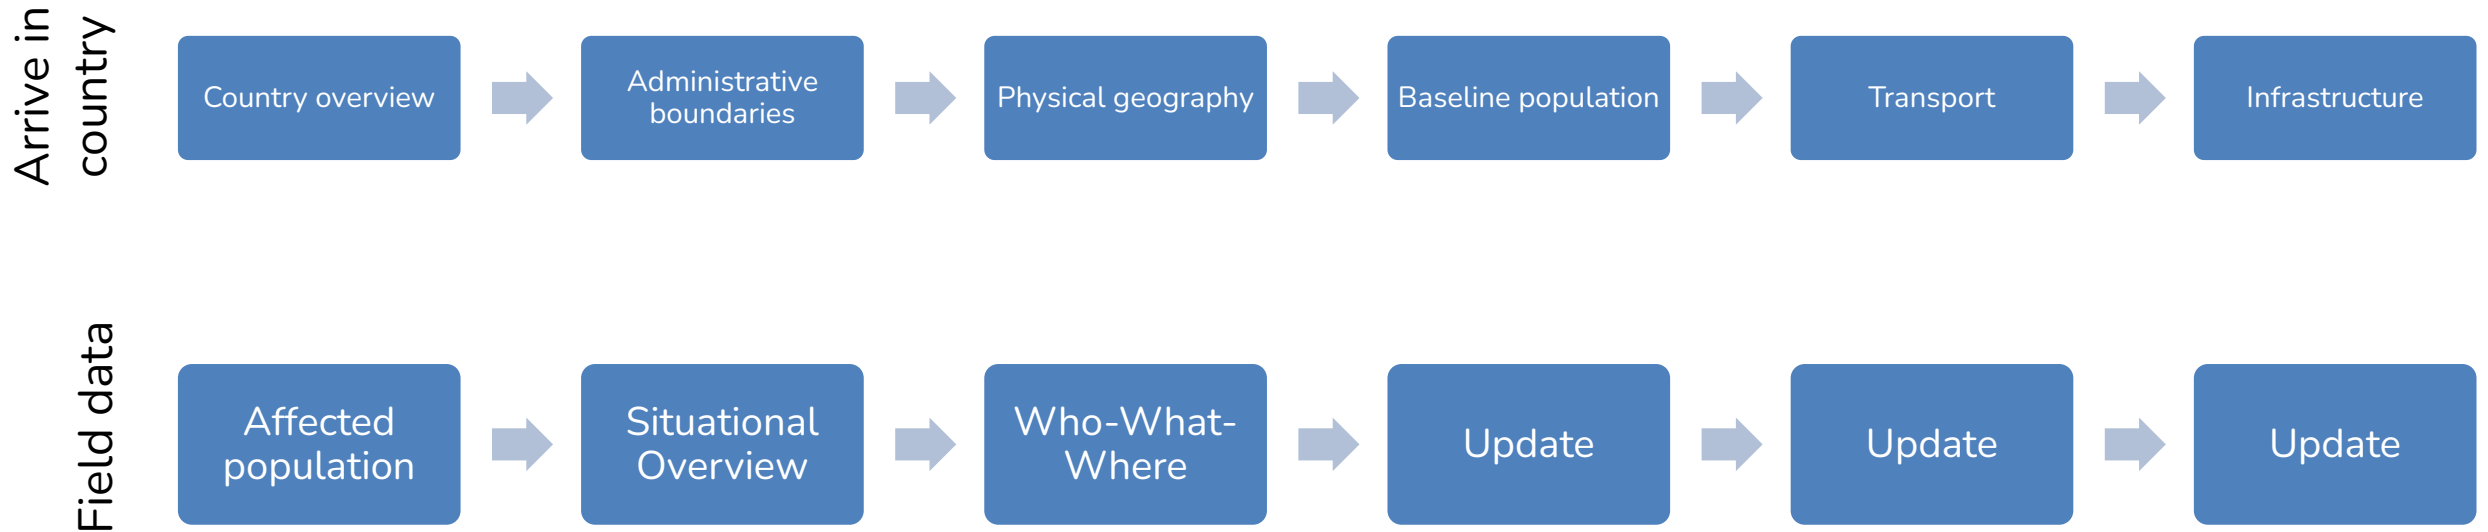 Arrive in
country
Country overview
Administrative
boundaries
Physical geography
Baseline population
Transport
Infrastructure
Field data
Affected
population
Situational
Overview
Who-What-
Where
Update
Update
Update